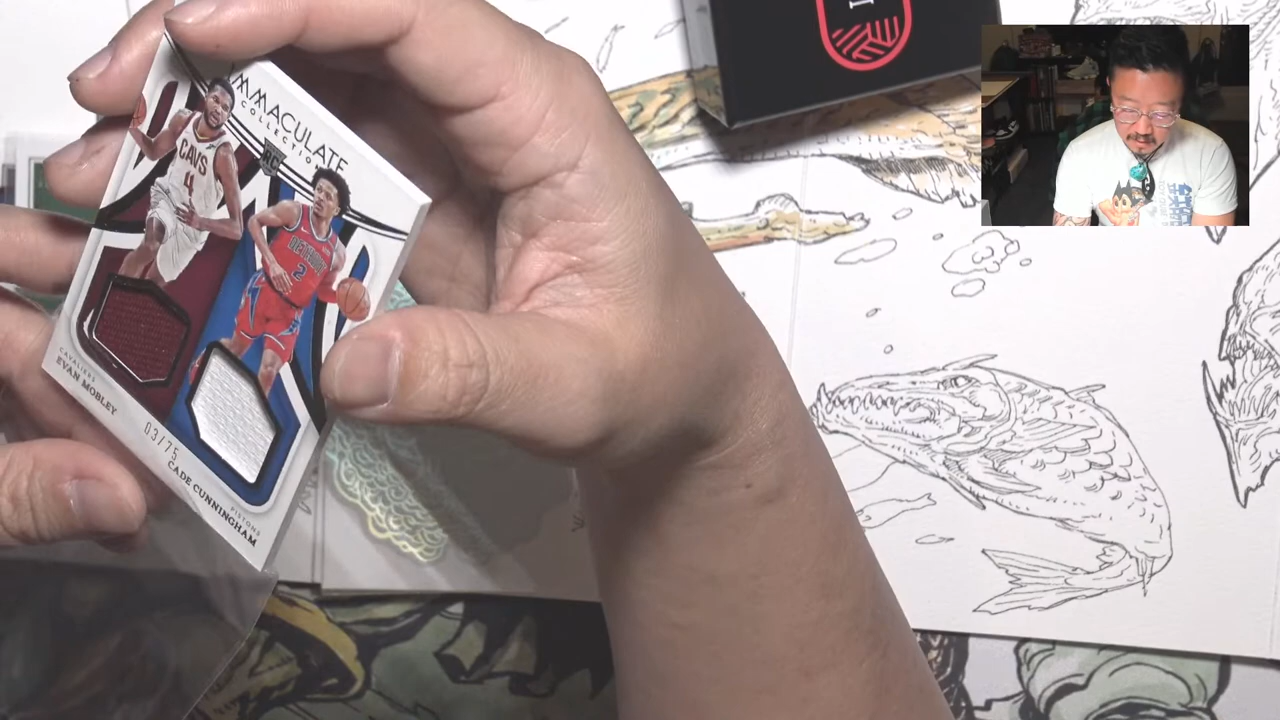 IMMACULATE
COLLECTION
RC
CAVS
4
DETROIT
2
CAVALIERS
EVAN MOBLEY
03/75
PISTONS
CADE CUNNINGHAM